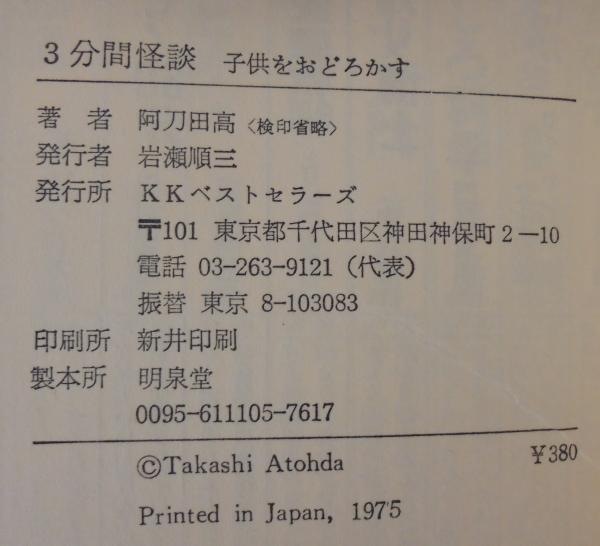 3分間怪談 子供をおどろかす
著者 阿刀田高〈検印省略〉
発行者 岩瀬順三
発行所 KKベストセラーズ
〒101 東京都千代田区神田神保町2-10
電話 03-263-9121(代表)
振替 東京 8-103083
印刷所 新井印刷
製本所 明泉堂
0095-611105-7617
©Takashi Atohda ¥380
Printed in Japan, 1975